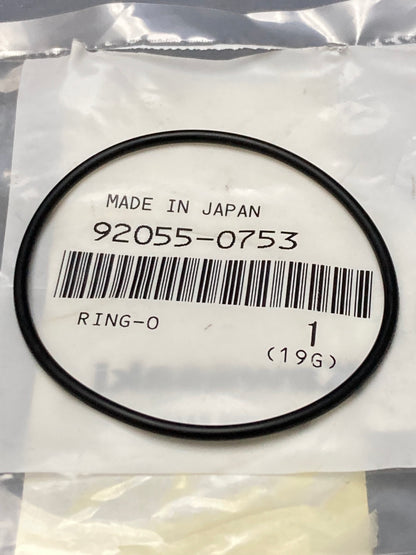 MADE IN JAPAN
92055-0753
RING-O
1
(19G)